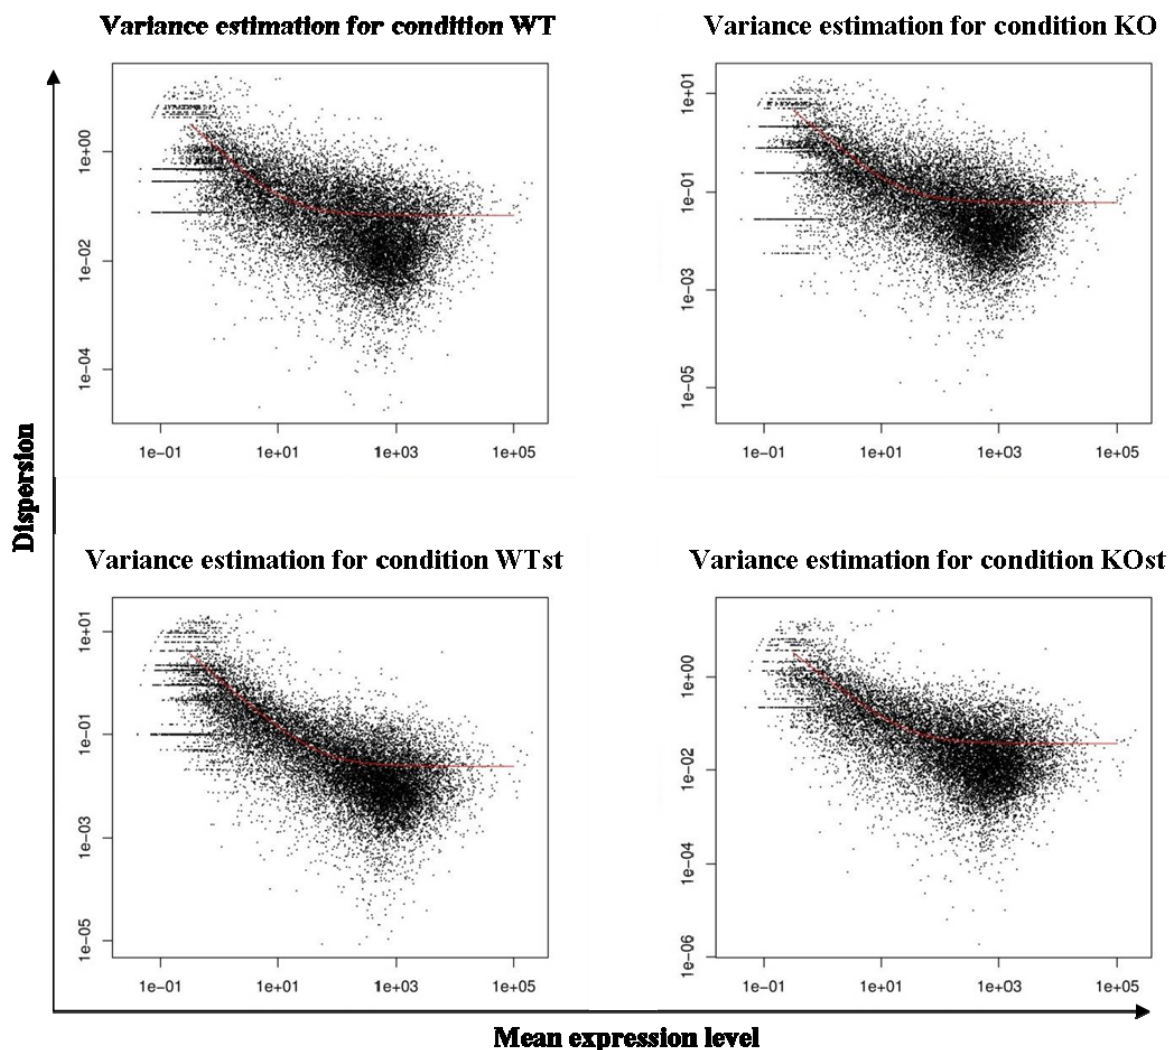 Variance estimation for condition WT
Variance estimation for condition KO
1e+00
1e−02
1e−04
1e−01
1e+01
1e+03
1e+05
1e+01
1e−01
1e−03
1e−05
1e−01
1e+01
1e+03
1e+05
Dispersion
Variance estimation for condition WTst
Variance estimation for condition KOst
1e+01
1e−01
1e−03
1e−05
1e−01
1e+01
1e+03
1e+05
1e+00
1e−02
1e−04
1e−06
1e−01
1e+01
1e+03
1e+05
Mean expression level